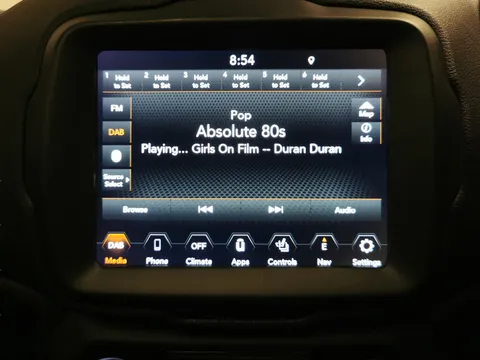 8:54
1 Hold to Set 2 Hold to Set 3 Hold to Set 4 Hold to Set 5 Hold to Set 6 Hold to Set
FM
Map
Pop
DAB
Absolute 80s
Info
Playing... Girls On Film -- Duran Duran
Source Select
Browse Audio
DAB OFF E
Media Phone Climate Apps Controls Nav Settings